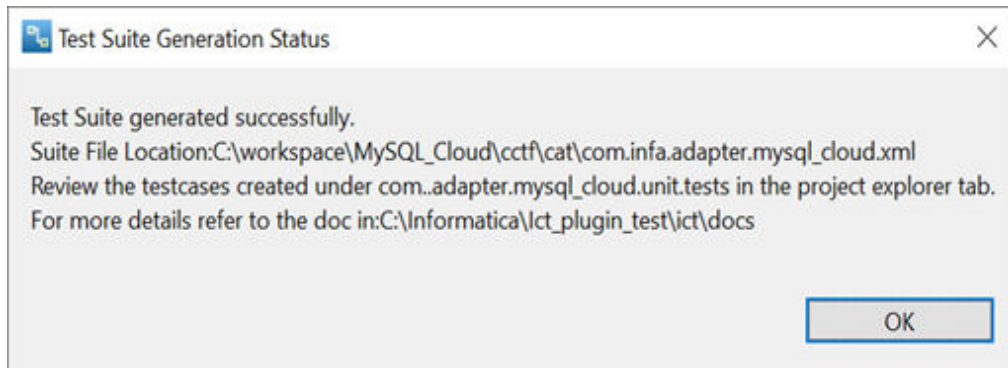 Test Suite Generation Status
Test Suite generated successfully.
Suite File Location:C:\workspace\MySQL_Cloud\cctf\cat\com.infa.adapter.mysql_cloud.xml
Review the testcases created under com..adapter.mysql_cloud.unit.tests in the project explorer tab.
For more details refer to the doc in:C:\Informatica\Ict_plugin_test\ict\docs
OK